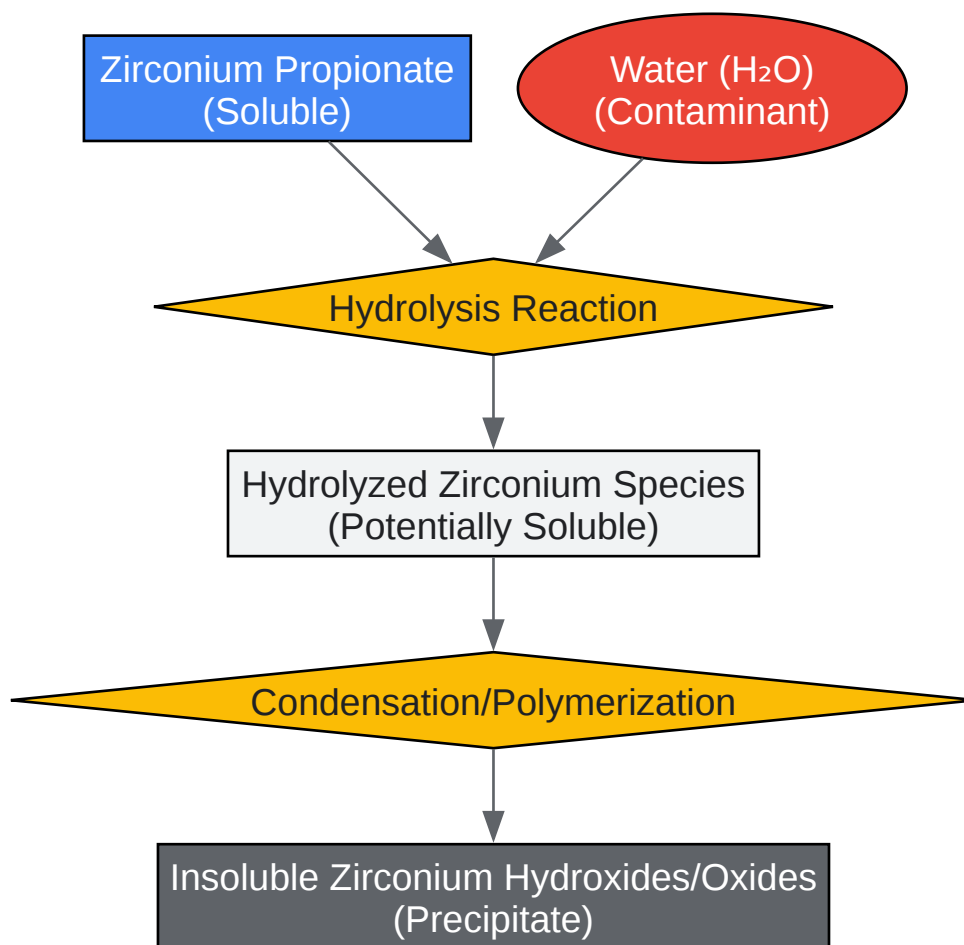 Zirconium Propionate
(Soluble)
Water (H₂O)
(Contaminant)
Hydrolysis Reaction
Hydrolyzed Zirconium Species
(Potentially Soluble)
Condensation/Polymerization
Insoluble Zirconium Hydroxides/Oxides
(Precipitate)